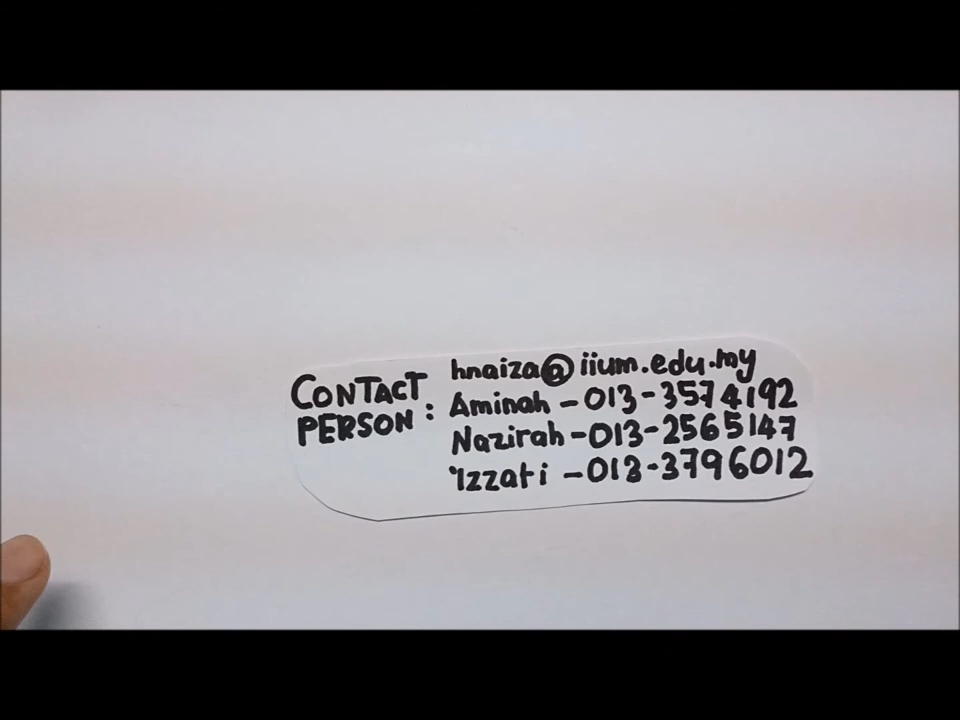 CONTACT PERSON :
hnaiza@iium.edu.my
Aminah - 013-3574192
Nazirah - 013-2565147
'Izzati - 013-3796012